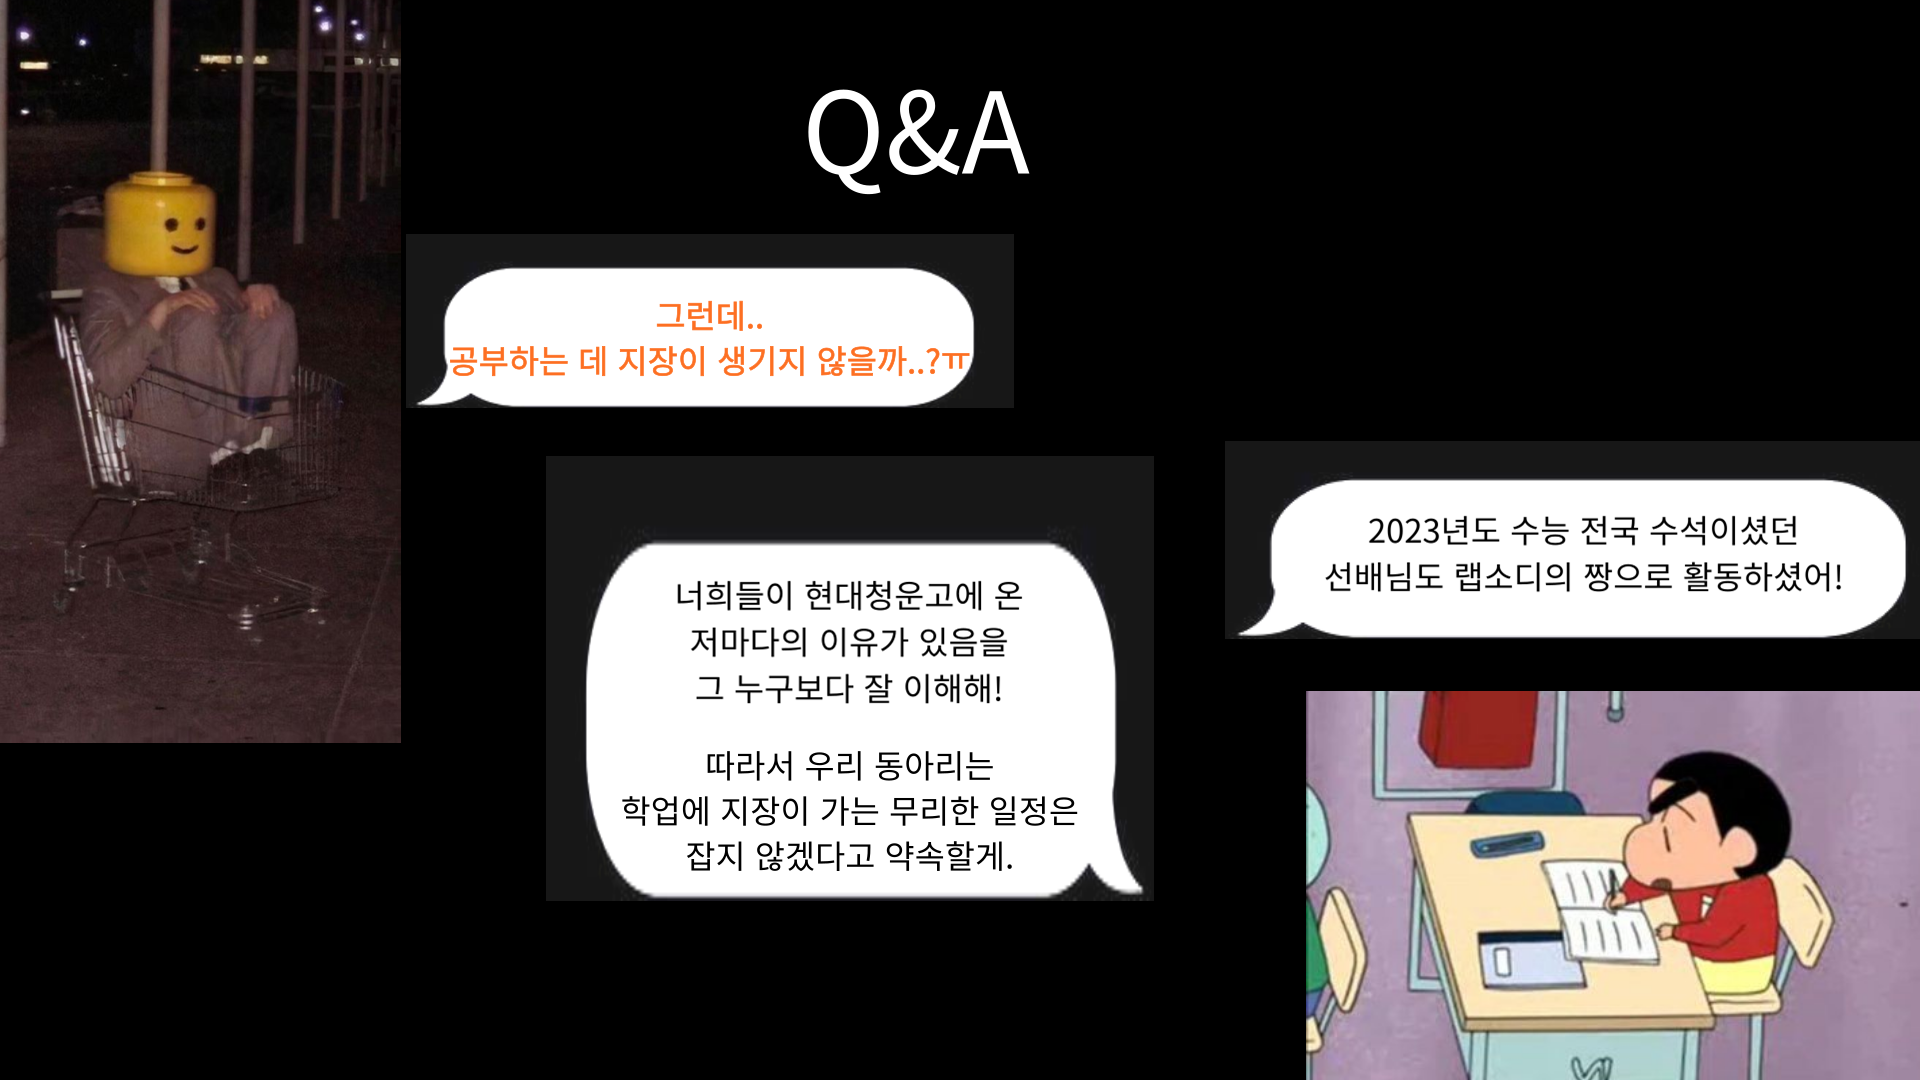 Q&A
그런데..
공부하는 데 지장이 생기지 않을까..?ㅠ
너희들이 현대청운고에 온
저마다의 이유가 있음을
그 누구보다 잘 이해해!
따라서 우리 동아리는
학업에 지장이 가는 무리한 일정은
잡지 않겠다고 약속할게.
2023년도 수능 전국 수석이셨던
선배님도 랩소디의 짱으로 활동하셨어!